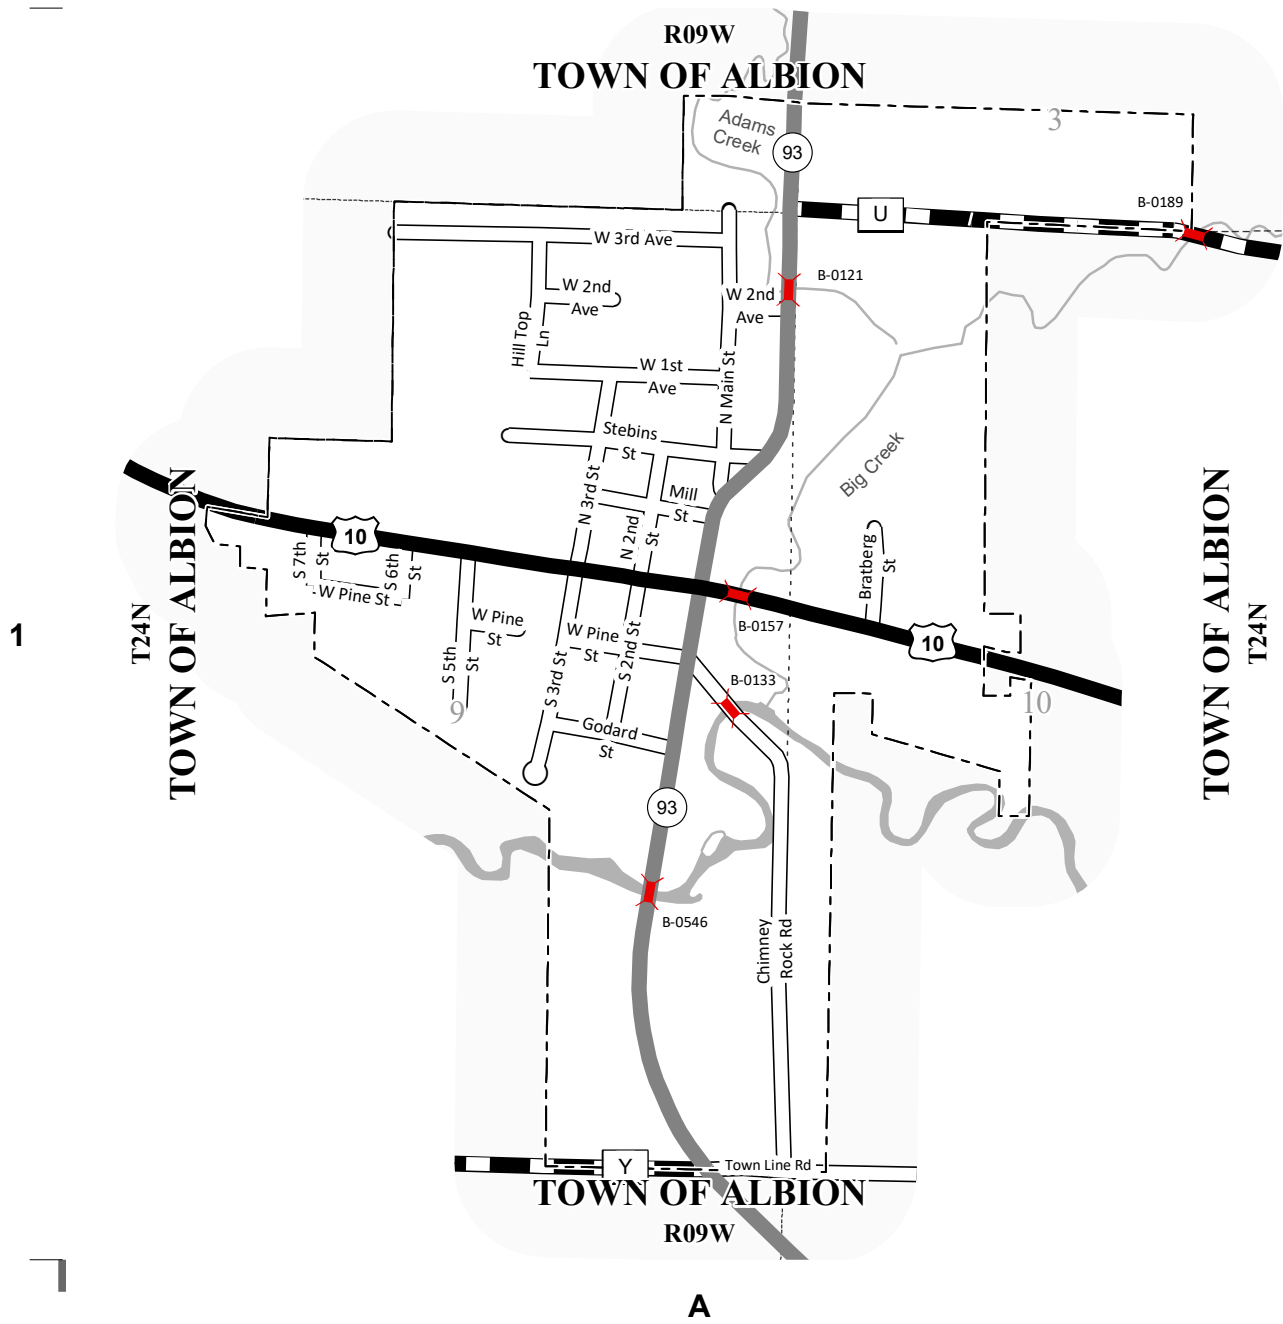 R09W
TOWN OF ALBION
Adams
Creek
3
93
B-0189
U
W 3rd Ave
B-0121
W 2nd
Ave
W 2nd
Ave
Hill Top
Ln
W 1st
Ave
N Main St
Stebins
St
Big Creek
Mill
St
N 3rd St
N 2nd
St
TOWN OF ALBION
T24N
TOWN OF ALBION
T24N
10
S 7th
St
S 6th
St
W Pine St
Bratberg
St
B-0157
1
W Pine
St
W Pine
St
10
S 5th
St
S 3rd St
S 2nd St
B-0133
9
10
Godard
St
93
B-0546
Chimney
Rock Rd
Y
Town Line Rd
TOWN OF ALBION
R09W
A